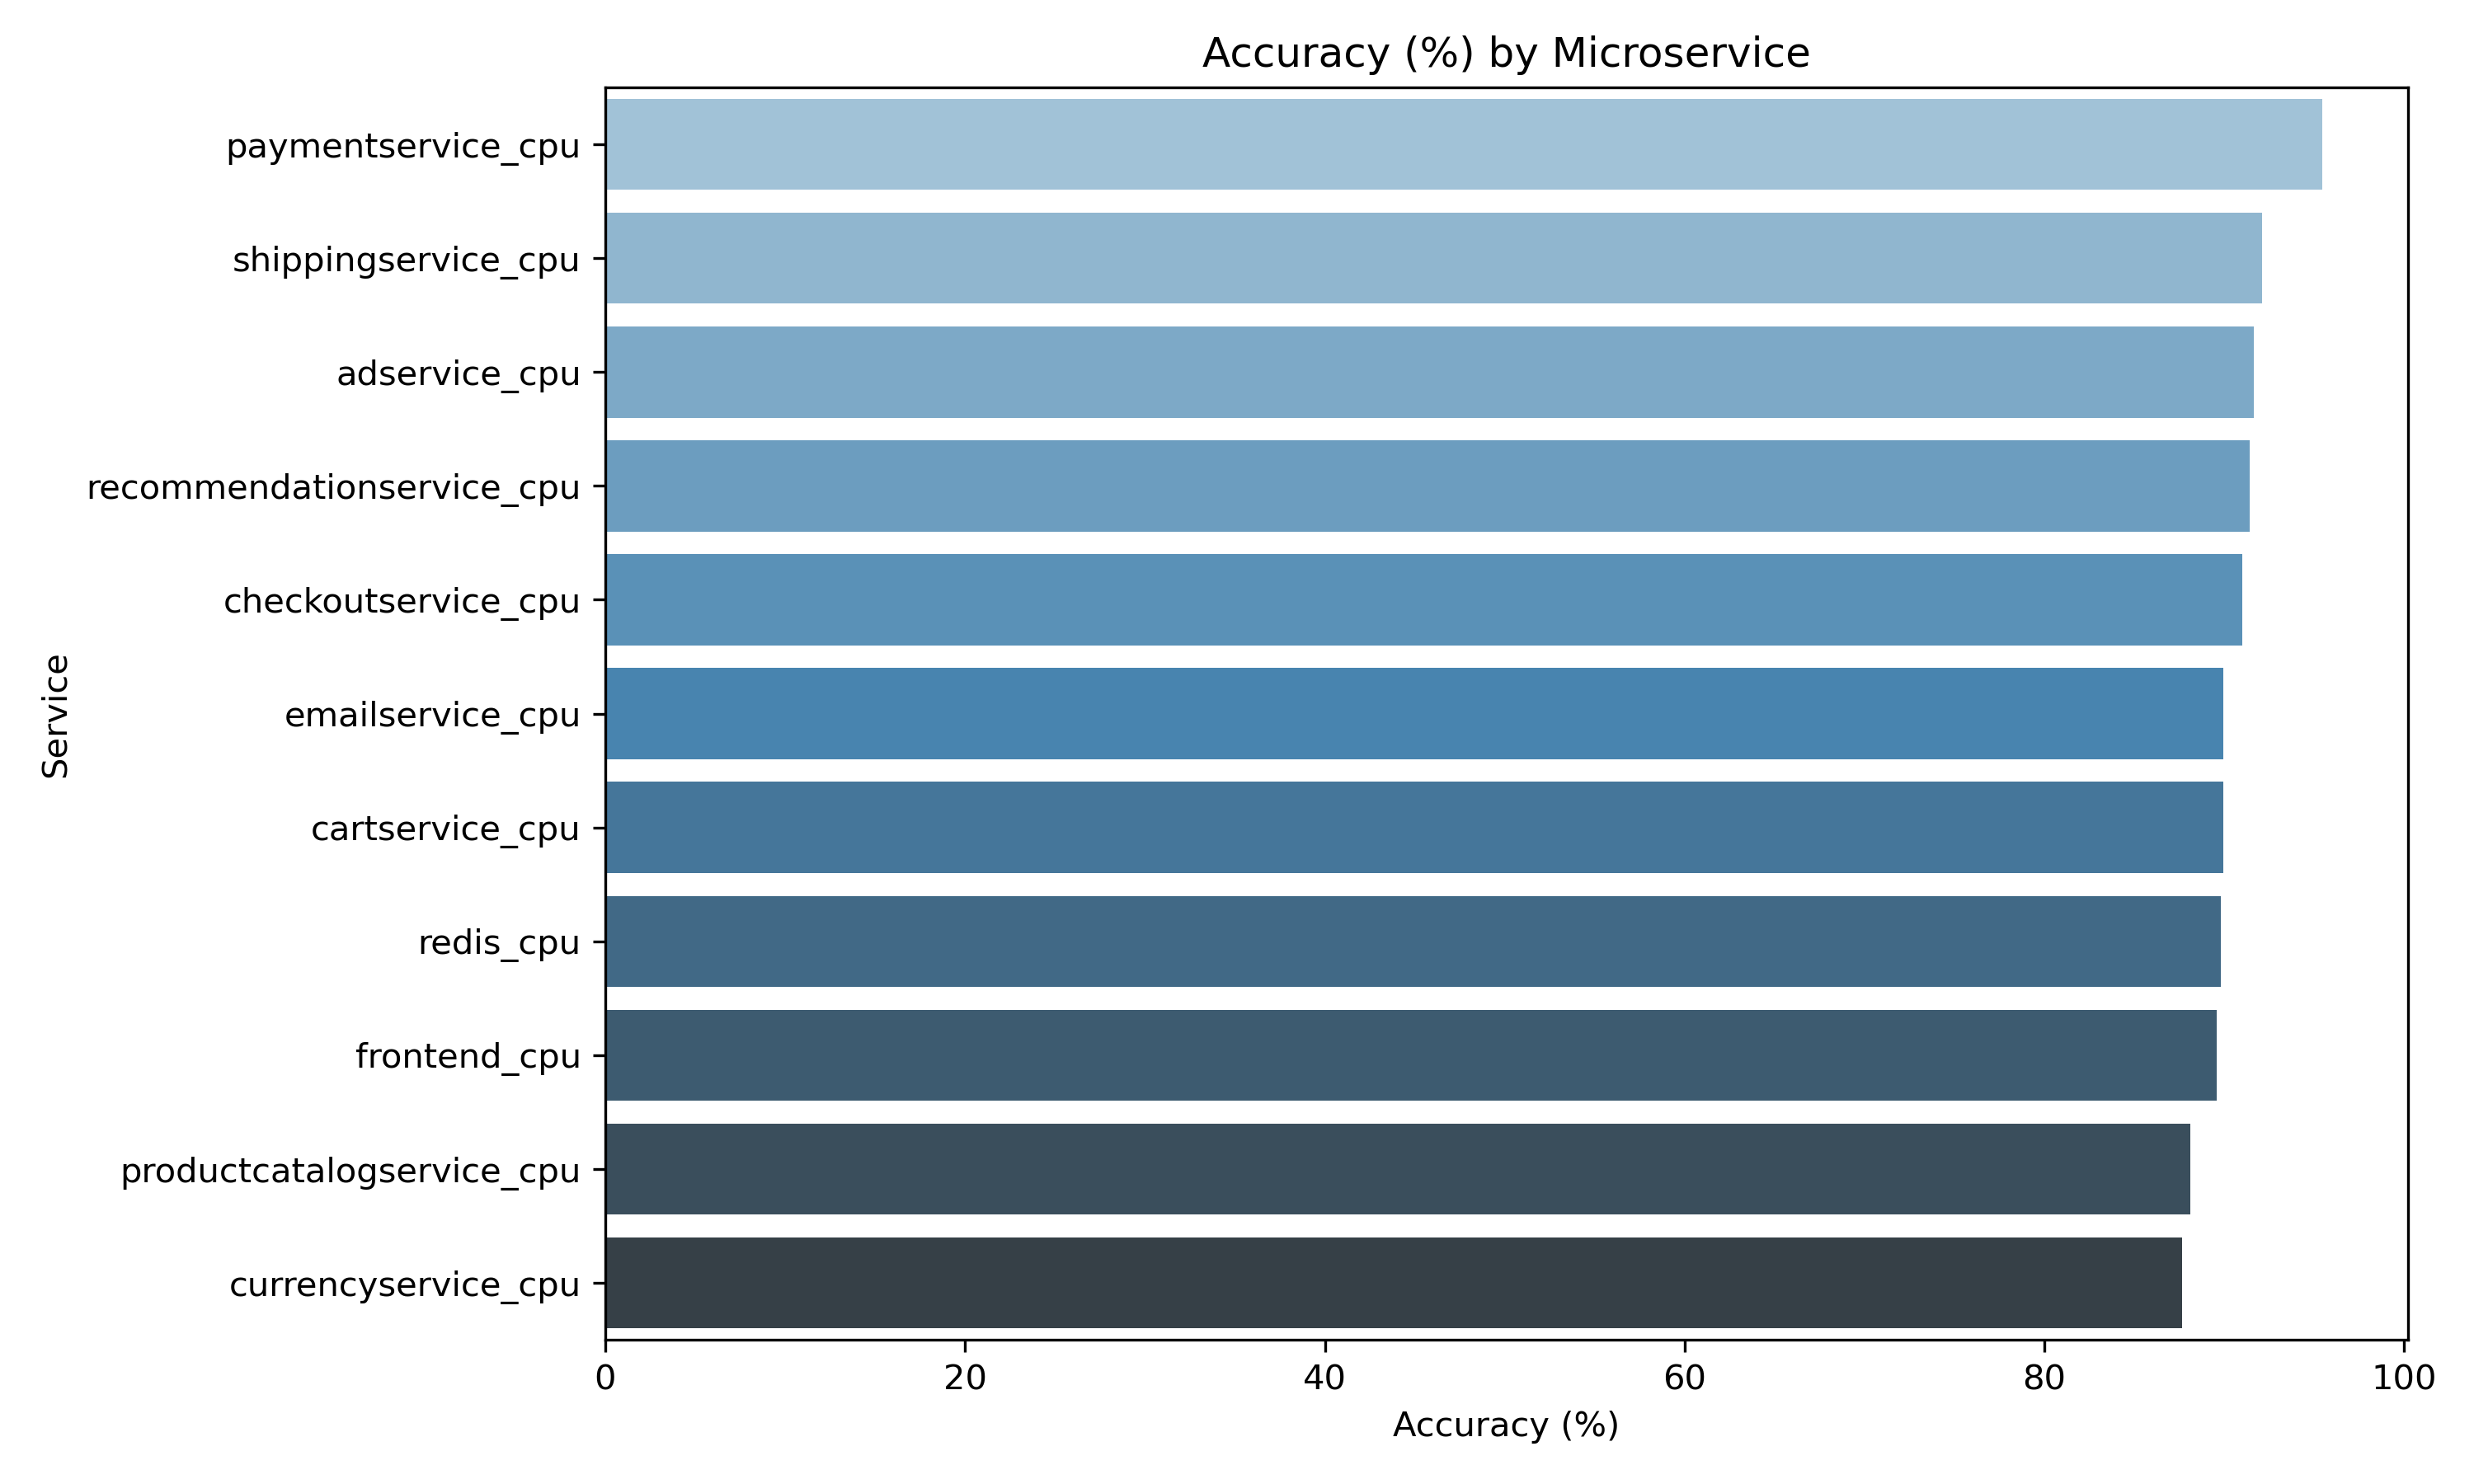 Accuracy (%) by Microservice
paymentservice_cpu
shippingservice_cpu
adservice_cpu
recommendationservice_cpu
checkoutservice_cpu
emailservice_cpu
cartservice_cpu
redis_cpu
frontend_cpu
productcatalogservice_cpu
currencyservice_cpu
Service
0 20 40 60 80 100
Accuracy (%)